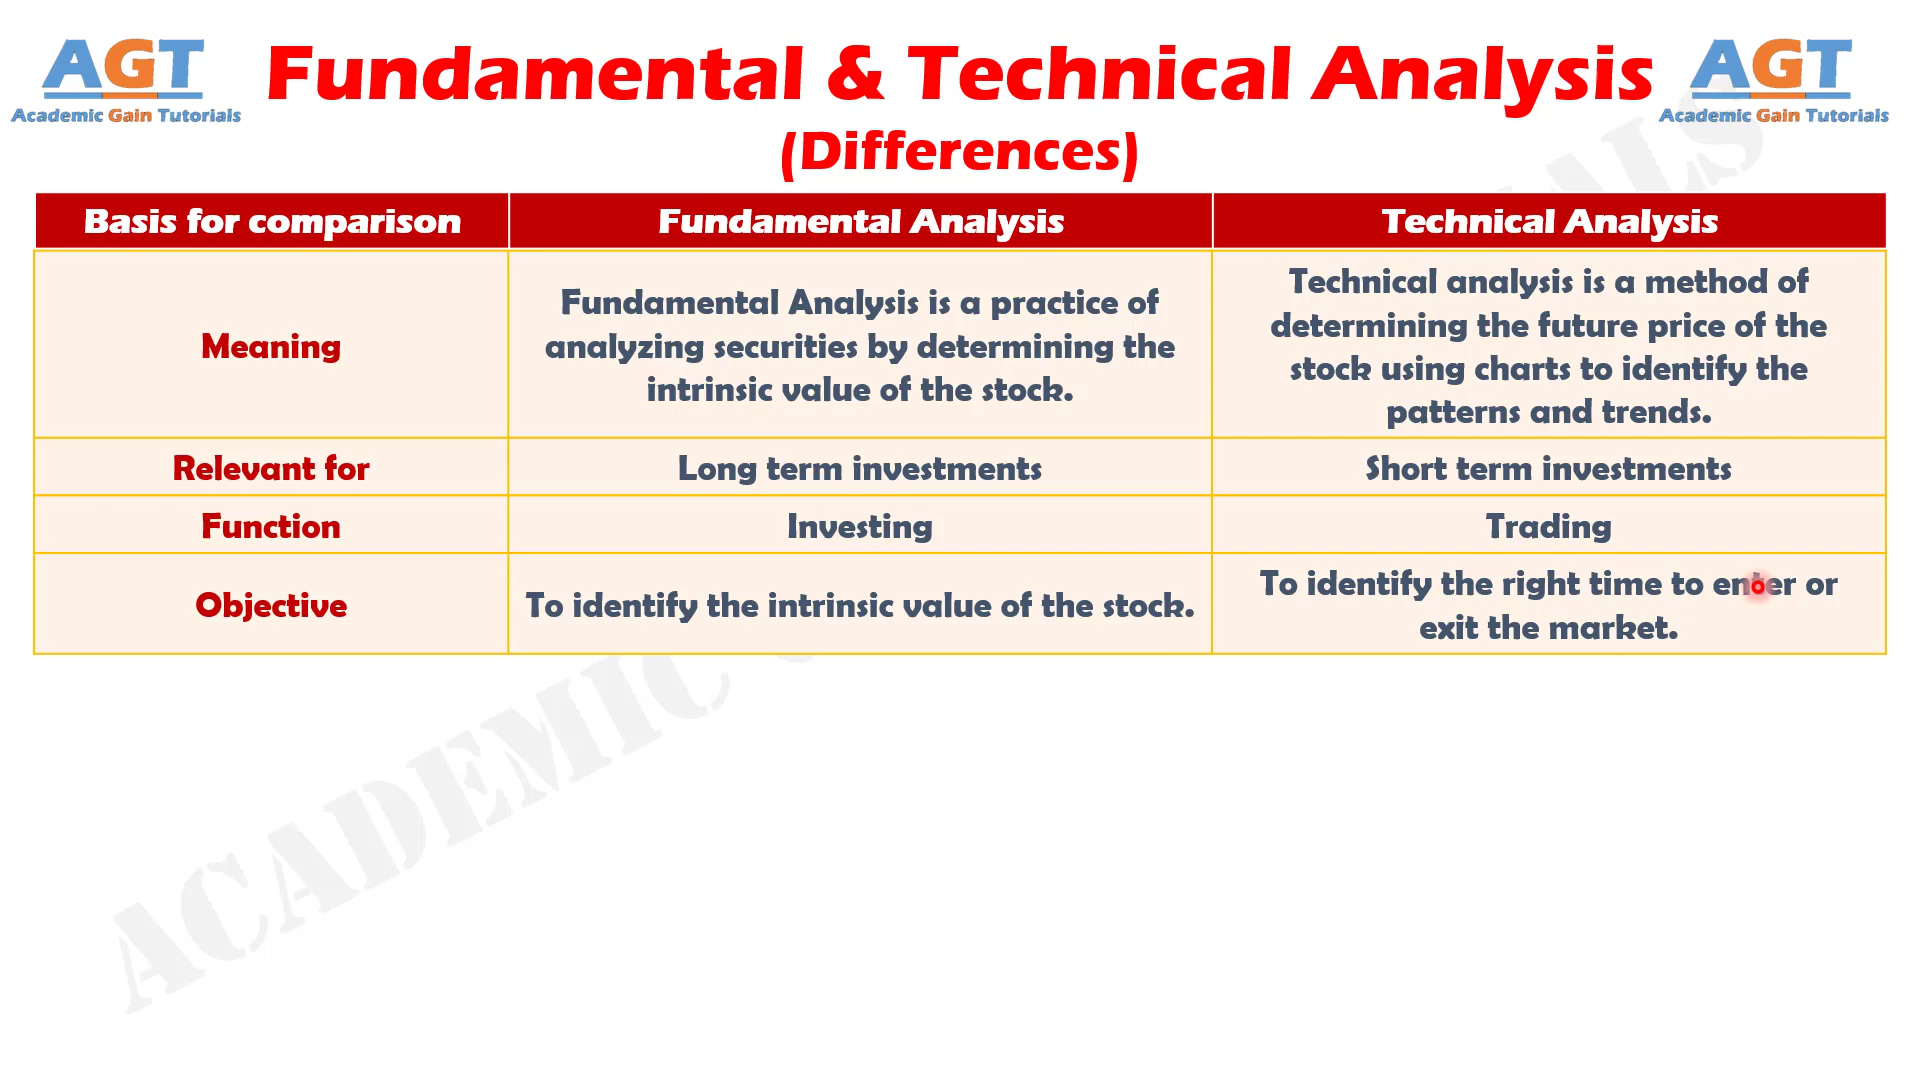 AGT
Academic Gain Tutorials
Fundamental & Technical Analysis
(Differences)
AGT
Academic Gain Tutorials
Basis for comparison
Fundamental Analysis
Technical Analysis
Meaning
Fundamental Analysis is a practice of
analyzing securities by determining the
intrinsic value of the stock.
Technical analysis is a method of
determining the future price of the
stock using charts to identify the
patterns and trends.
Relevant for
Long term investments
Short term investments
Function
Investing
Trading
Objective
To identify the intrinsic value of the stock.
To identify the right time to enter or
exit the market.
ACADEMIC